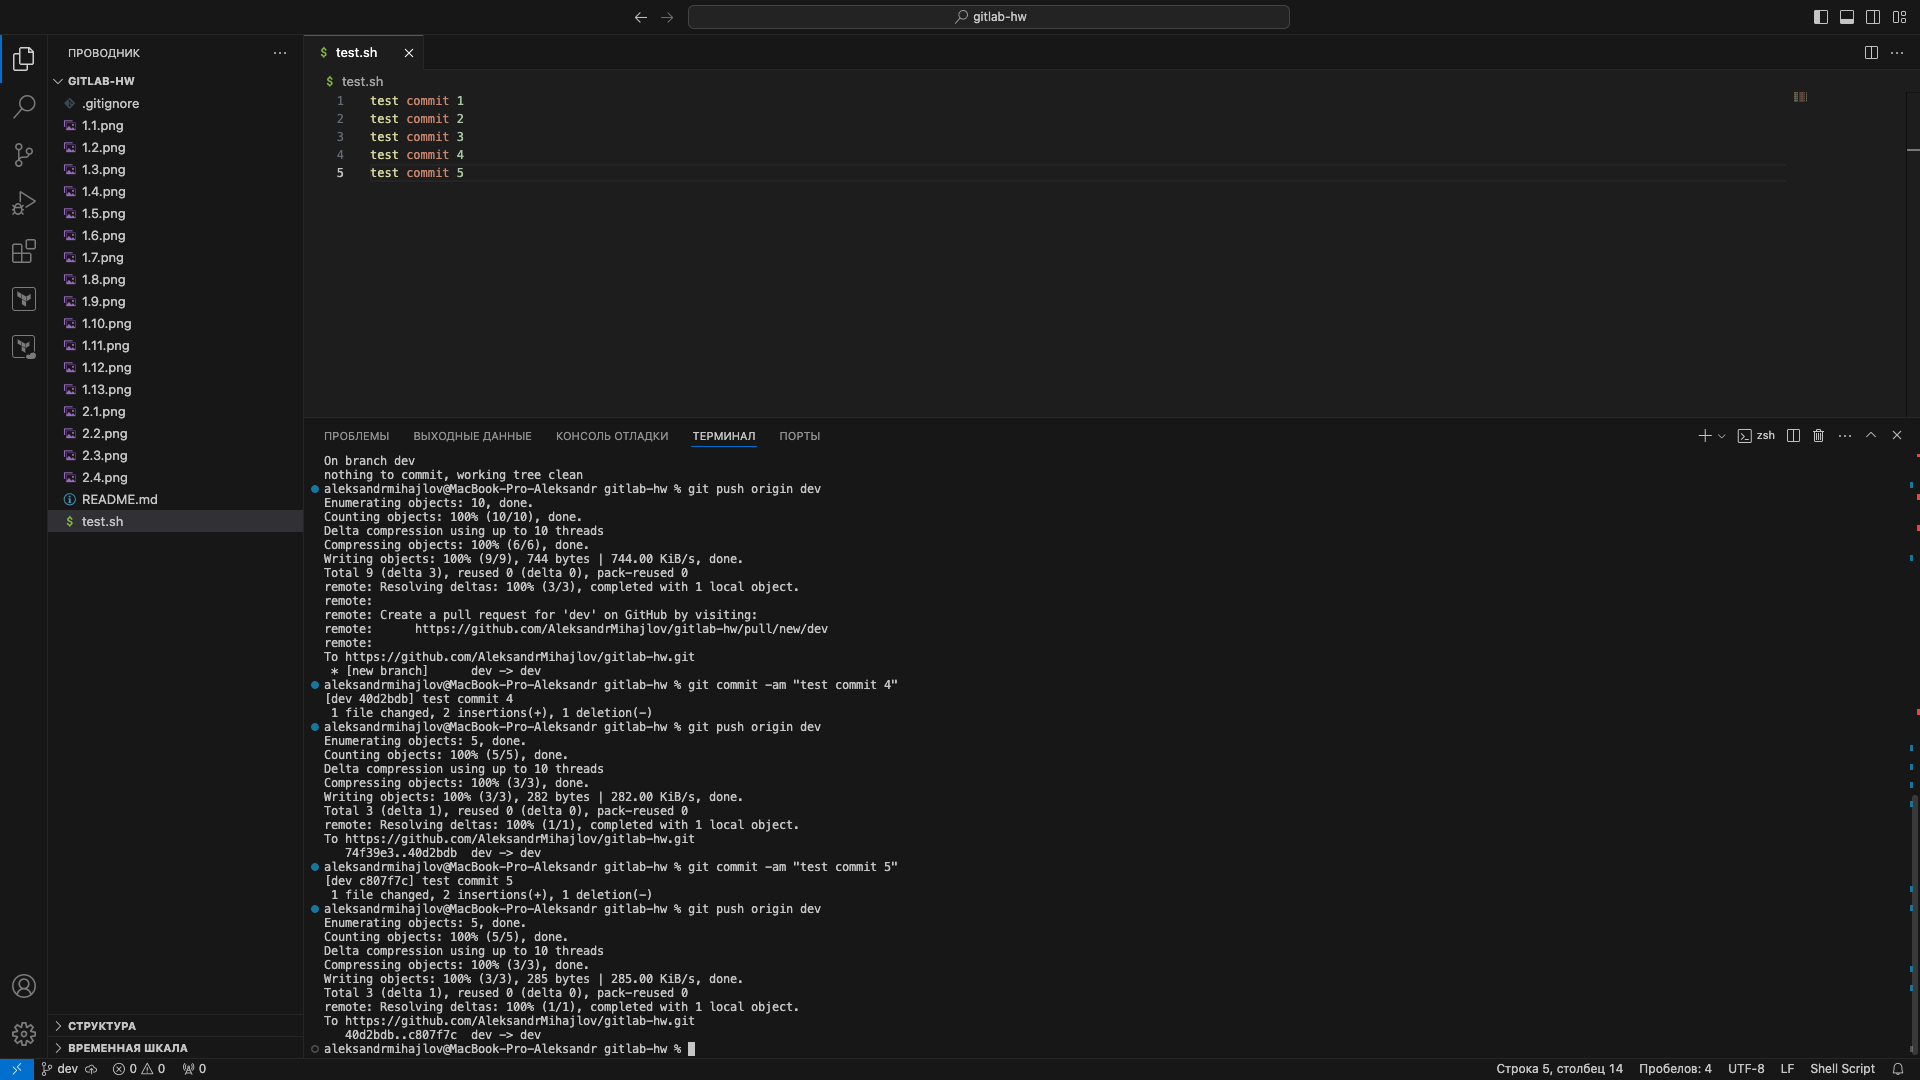 gitlab-hw
ПРОВОДНИК
GITLAB-HW
.gitignore
1.1.png
1.2.png
1.3.png
1.4.png
1.5.png
1.6.png
1.7.png
1.8.png
1.9.png
1.10.png
1.11.png
1.12.png
1.13.png
2.1.png
2.2.png
2.3.png
2.4.png
README.md
$ test.sh
СТРУКТУРА
ВРЕМЕННАЯ ШКАЛА
$ test.sh
$ test.sh
1 test commit 1
2 test commit 2
3 test commit 3
4 test commit 4
5 test commit 5
ПРОБЛЕМЫ ВЫХОДНЫЕ ДАННЫЕ КОНСОЛЬ ОТЛАДКИ ТЕРМИНАЛ ПОРТЫ
zsh
On branch dev
nothing to commit, working tree clean
aleksandrmihajlov@MacBook-Pro-Aleksandr gitlab-hw % git push origin dev
Enumerating objects: 10, done.
Counting objects: 100% (10/10), done.
Delta compression using up to 10 threads
Compressing objects: 100% (6/6), done.
Writing objects: 100% (9/9), 744 bytes | 744.00 KiB/s, done.
Total 9 (delta 3), reused 0 (delta 0), pack-reused 0
remote: Resolving deltas: 100% (3/3), completed with 1 local object.
remote:
remote: Create a pull request for 'dev' on GitHub by visiting:
remote:      https://github.com/AleksandrMihajlov/gitlab-hw/pull/new/dev
remote:
To https://github.com/AleksandrMihajlov/gitlab-hw.git
 * [new branch]      dev -> dev
aleksandrmihajlov@MacBook-Pro-Aleksandr gitlab-hw % git commit -am "test commit 4"
[dev 40d2bdb] test commit 4
 1 file changed, 2 insertions(+), 1 deletion(-)
aleksandrmihajlov@MacBook-Pro-Aleksandr gitlab-hw % git push origin dev
Enumerating objects: 5, done.
Counting objects: 100% (5/5), done.
Delta compression using up to 10 threads
Compressing objects: 100% (3/3), done.
Writing objects: 100% (3/3), 282 bytes | 282.00 KiB/s, done.
Total 3 (delta 1), reused 0 (delta 0), pack-reused 0
remote: Resolving deltas: 100% (1/1), completed with 1 local object.
To https://github.com/AleksandrMihajlov/gitlab-hw.git
   74f39e3..40d2bdb  dev -> dev
aleksandrmihajlov@MacBook-Pro-Aleksandr gitlab-hw % git commit -am "test commit 5"
[dev c807f7c] test commit 5
 1 file changed, 2 insertions(+), 1 deletion(-)
aleksandrmihajlov@MacBook-Pro-Aleksandr gitlab-hw % git push origin dev
Enumerating objects: 5, done.
Counting objects: 100% (5/5), done.
Delta compression using up to 10 threads
Compressing objects: 100% (3/3), done.
Writing objects: 100% (3/3), 285 bytes | 285.00 KiB/s, done.
Total 3 (delta 1), reused 0 (delta 0), pack-reused 0
remote: Resolving deltas: 100% (1/1), completed with 1 local object.
To https://github.com/AleksandrMihajlov/gitlab-hw.git
   40d2bdb..c807f7c  dev -> dev
aleksandrmihajlov@MacBook-Pro-Aleksandr gitlab-hw %
dev 0 0 0 Строка 5, столбец 14 Пробелов: 4 UTF-8 LF Shell Script